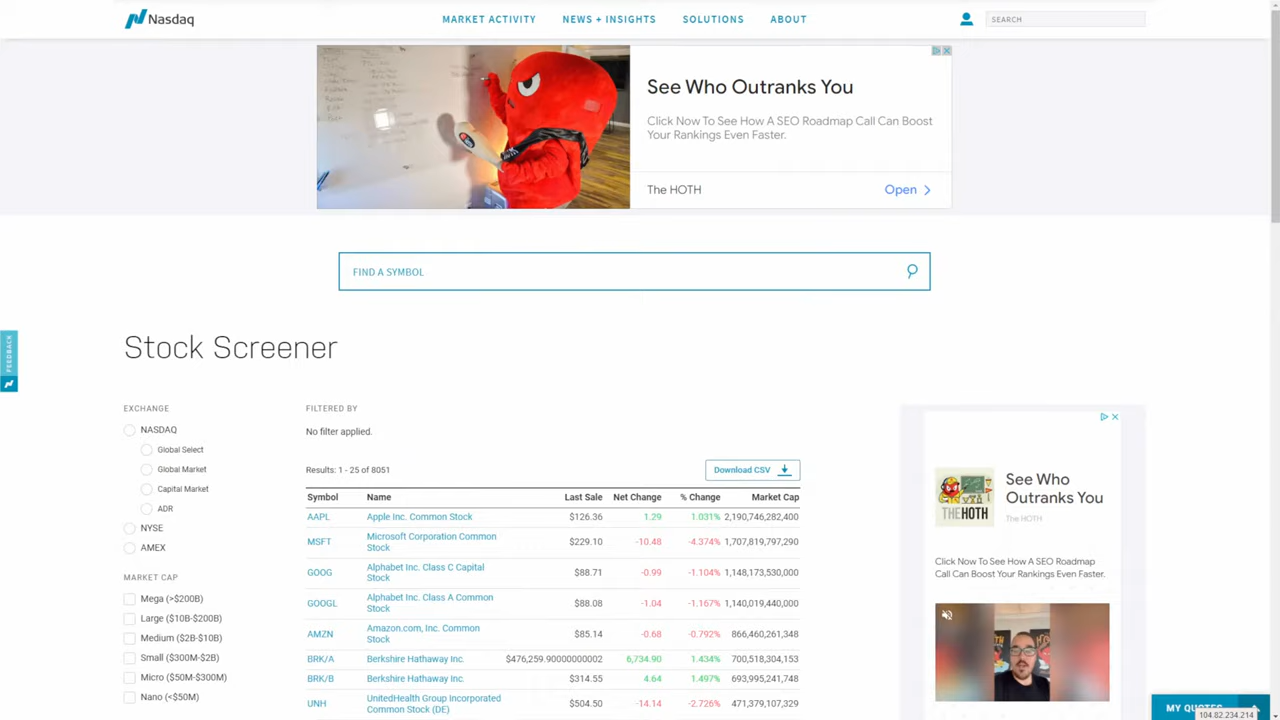 Nasdaq
MARKET ACTIVITY
NEWS + INSIGHTS
SOLUTIONS
ABOUT
SEARCH
See Who Outranks You
Click Now To See How A SEO Roadmap Call Can Boost
Your Rankings Even Faster.
The HOTH
Open
FIND A SYMBOL
FEEDBACK
Stock Screener
EXCHANGE
NASDAQ
Global Select
Global Market
Capital Market
ADR
NYSE
AMEX
MARKET CAP
Mega (>$200B)
Large ($10B-$200B)
Medium ($2B-$10B)
Small ($300M-$2B)
Micro ($50M-$300M)
Nano (<$50M)
FILTERED BY
No filter applied.
Results: 1 - 25 of 8051
Download CSV
Symbol Name Last Sale Net Change % Change Market Cap
AAPL Apple Inc. Common Stock $126.36 1.29 1.031% 2,190,746,282,400
MSFT Microsoft Corporation Common Stock $229.10 -10.48 -4.374% 1,707,819,797,290
GOOG Alphabet Inc. Class C Capital Stock $88.71 -0.99 -1.104% 1,148,173,530,000
GOOGL Alphabet Inc. Class A Common Stock $88.08 -1.04 -1.167% 1,140,019,440,000
AMZN Amazon.com, Inc. Common Stock $85.14 -0.68 -0.792% 866,460,261,348
BRK/A Berkshire Hathaway Inc. $476,259.90000000002 6,734.90 1.434% 700,518,304,153
BRK/B Berkshire Hathaway Inc. $314.55 4.64 1.497% 693,995,241,748
UNH UnitedHealth Group Incorporated Common Stock (DE) $504.50 -14.14 -2.726% 471,379,107,329
THE HOTH
See Who
Outranks You
The HOTH
Click Now To See How A SEO Roadmap
Call Can Boost Your Rankings Even Faster.
MY QUOTES
104.82.234.214